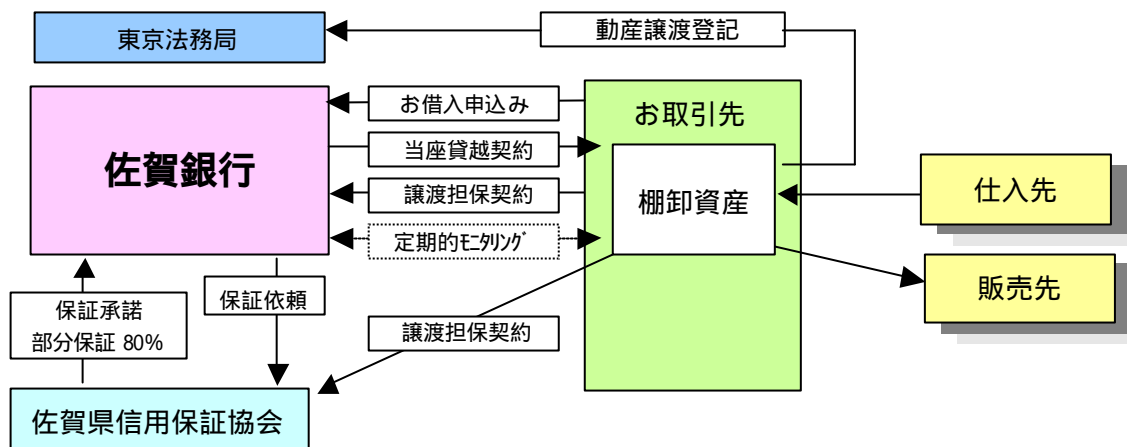 東京法務局
動産譲渡登記
お借入申込み
お取引先
佐賀銀行
当座貸越契約
譲渡担保契約
棚卸資産
仕入先
定期的ﾓﾆﾀﾘﾝｸﾞ
販売先
保証承諾
部分保証 80%
保証依頼
譲渡担保契約
佐賀県信用保証協会